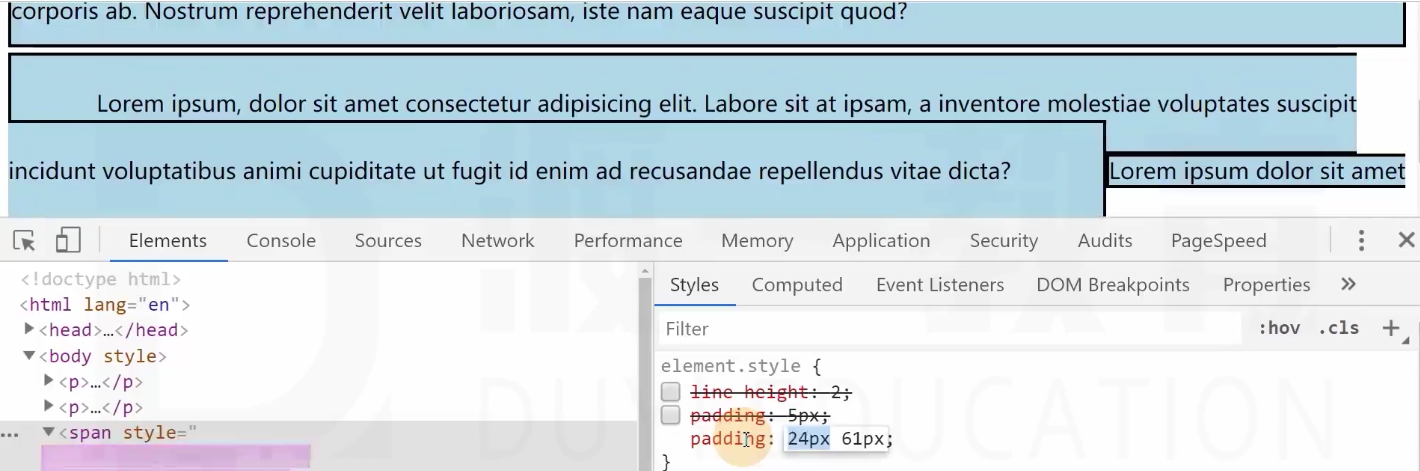 corporis ab. Nostrum reprehenderit velit laboriosam, iste nam eaque suscipit quod?
Lorem ipsum, dolor sit amet consectetur adipisicing elit. Labore sit at ipsam, a inventore molestiae voluptates suscipit
incidunt voluptatibus animi cupiditate ut fugit id enim ad recusandae repellendus vitae dicta? Lorem ipsum dolor sit amet
Elements Console Sources Network Performance Memory Application Security Audits PageSpeed
<!doctype html>
<html lang="en">
<head>…</head>
<body style>
<p>…</p>
<p>…</p>
<span style="
Styles Computed Event Listeners DOM Breakpoints Properties
Filter :hov .cls
element.style {
line-height: 2;
padding: 5px;
padding: 24px 61px;
}
EDUCATION